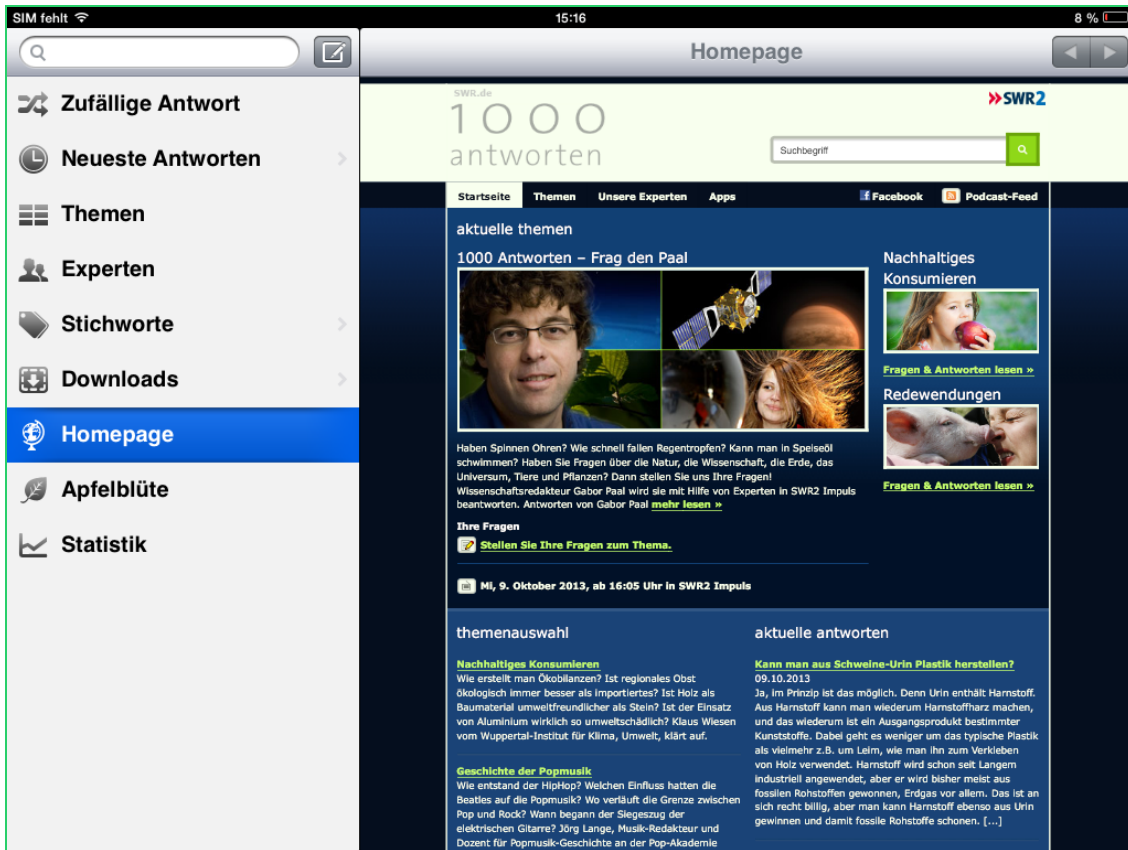 SIM fehlt
15:16
8 %
Homepage
Zufällige Antwort
Neueste Antworten
Themen
Experten
Stichworte
Downloads
Homepage
Apfelblüte
Statistik
SWR.de
1000
antworten
SWR2
Suchbegriff
Startseite Themen Unsere Experten Apps Facebook Podcast-Feed
aktuelle themen
1000 Antworten – Frag den Paal
Haben Spinnen Ohren? Wie schnell fallen Regentropfen? Kann man in Speiseöl
schwimmen? Haben Sie Fragen über die Natur, die Wissenschaft, die Erde, das
Universum, Tiere und Pflanzen? Dann stellen Sie uns Ihre Fragen!
Wissenschaftsredakteur Gabor Paal wird sie mit Hilfe von Experten in SWR2 Impuls
beantworten. Antworten von Gabor Paal mehr lesen »
Ihre Fragen
Stellen Sie Ihre Fragen zum Thema.
Mi, 9. Oktober 2013, ab 16:05 Uhr in SWR2 Impuls
Nachhaltiges
Konsumieren
Fragen & Antworten lesen »
Redewendungen
Fragen & Antworten lesen »
themenauswahl
Nachhaltiges Konsumieren
Wie erstellt man Ökobilanzen? Ist regionales Obst
ökologisch immer besser als importiertes? Ist Holz als
Baumaterial umweltfreundlicher als Stein? Ist der Einsatz
von Aluminium wirklich so umweltschädlich? Klaus Wiesen
vom Wuppertal-Institut für Klima, Umwelt, klärt auf.
Geschichte der Popmusik
Wie entstand der HipHop? Welchen Einfluss hatten die
Beatles auf die Popmusik? Wo verläuft die Grenze zwischen
Pop und Rock? Wann begann der Siegeszug der
elektrischen Gitarre? Jörg Lange, Musik-Redakteur und
Dozent für Popmusik-Geschichte an der Pop-Akademie
aktuelle antworten
Kann man aus Schweine-Urin Plastik herstellen?
09.10.2013
Ja, im Prinzip ist das möglich. Denn Urin enthält Harnstoff.
Aus Harnstoff kann man wiederum Harnstoffharz machen,
und das wiederum ist ein Ausgangsprodukt bestimmter
Kunststoffe. Dabei geht es weniger um das typische Plastik
als vielmehr z.B. um Leim, wie man ihn zum Verkleben
von Holz verwendet. Harnstoff wird schon seit Langem
industriell angewendet, aber er wird bisher meist aus
fossilen Rohstoffen gewonnen, Erdgas vor allem. Das ist an
sich recht billig, aber man kann Harnstoff ebenso aus Urin
gewinnen und damit fossile Rohstoffe schonen. [...]